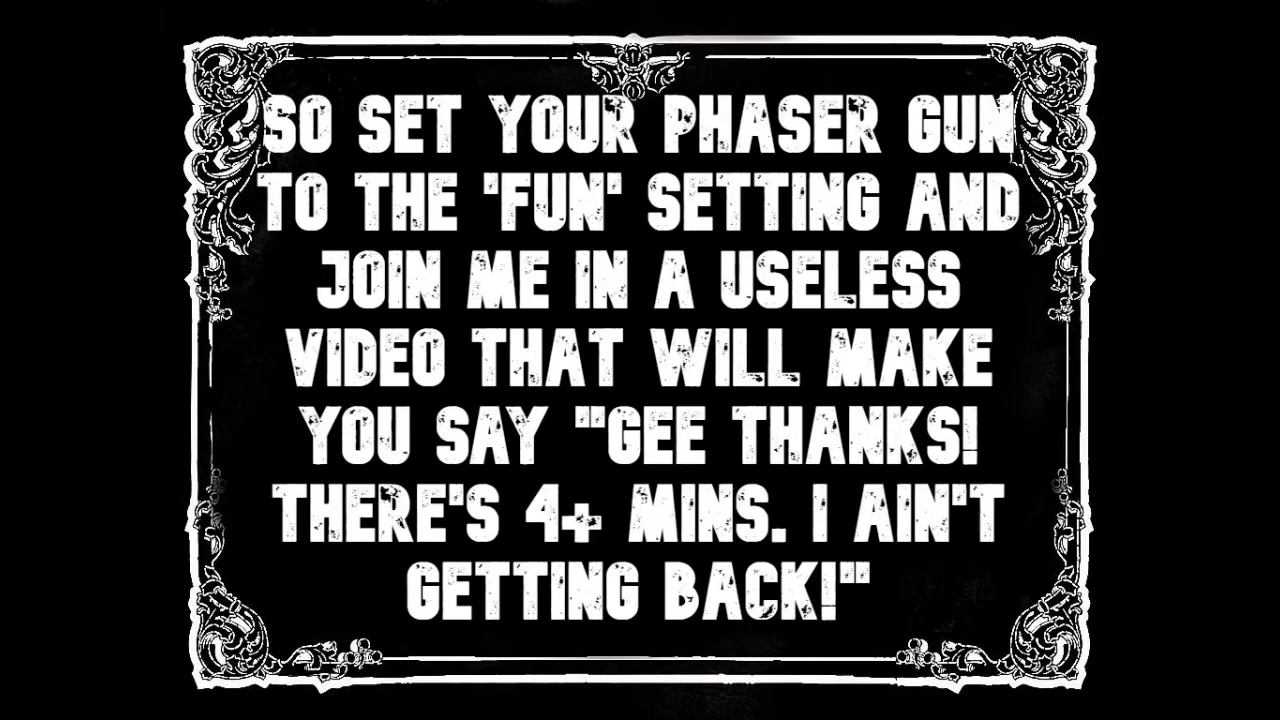 SO SET YOUR PHASER GUN
TO THE 'FUN' SETTING AND
JOIN ME IN A USELESS
VIDEO THAT WILL MAKE
YOU SAY "GEE THANKS!
THERE'S 4+ MINS. I AIN'T
GETTING BACK!"